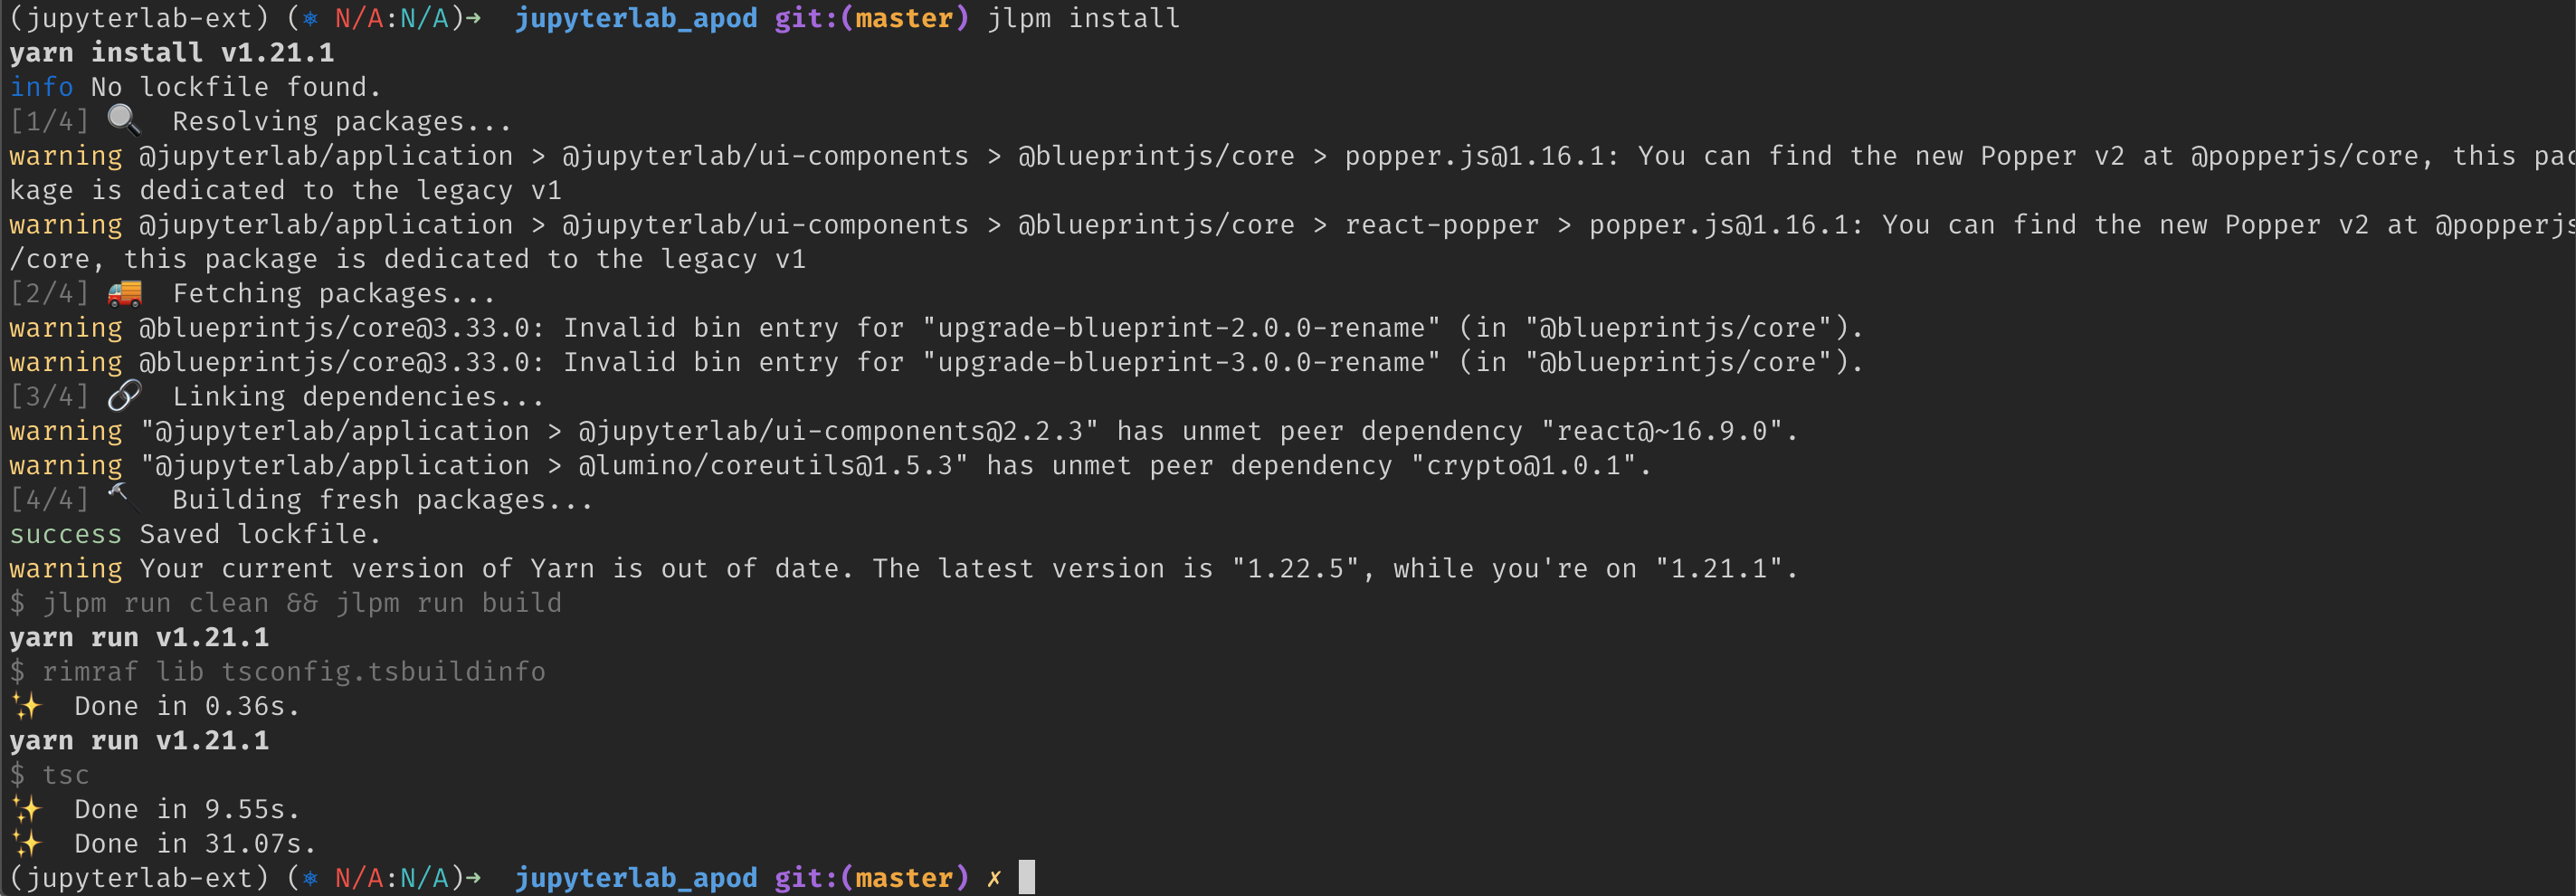 (jupyterlab-ext) (⎈ N/A:N/A)➜  jupyterlab_apod git:(master) jlpm install
yarn install v1.21.1
info No lockfile found.
[1/4] 🔍  Resolving packages...
warning @jupyterlab/application > @jupyterlab/ui-components > @blueprintjs/core > popper.js@1.16.1: You can find the new Popper v2 at @popperjs/core, this pac
kage is dedicated to the legacy v1
warning @jupyterlab/application > @jupyterlab/ui-components > @blueprintjs/core > react-popper > popper.js@1.16.1: You can find the new Popper v2 at @popperjs
/core, this package is dedicated to the legacy v1
[2/4] 🚚  Fetching packages...
warning @blueprintjs/core@3.33.0: Invalid bin entry for "upgrade-blueprint-2.0.0-rename" (in "@blueprintjs/core").
warning @blueprintjs/core@3.33.0: Invalid bin entry for "upgrade-blueprint-3.0.0-rename" (in "@blueprintjs/core").
[3/4] 🔗  Linking dependencies...
warning "@jupyterlab/application > @jupyterlab/ui-components@2.2.3" has unmet peer dependency "react@~16.9.0".
warning "@jupyterlab/application > @lumino/coreutils@1.5.3" has unmet peer dependency "crypto@1.0.1".
[4/4] 🔨  Building fresh packages...
success Saved lockfile.
warning Your current version of Yarn is out of date. The latest version is "1.22.5", while you're on "1.21.1".
$ jlpm run clean && jlpm run build
yarn run v1.21.1
$ rimraf lib tsconfig.tsbuildinfo
✨  Done in 0.36s.
yarn run v1.21.1
$ tsc
✨  Done in 9.55s.
✨  Done in 31.07s.
(jupyterlab-ext) (⎈ N/A:N/A)➜  jupyterlab_apod git:(master) ✗